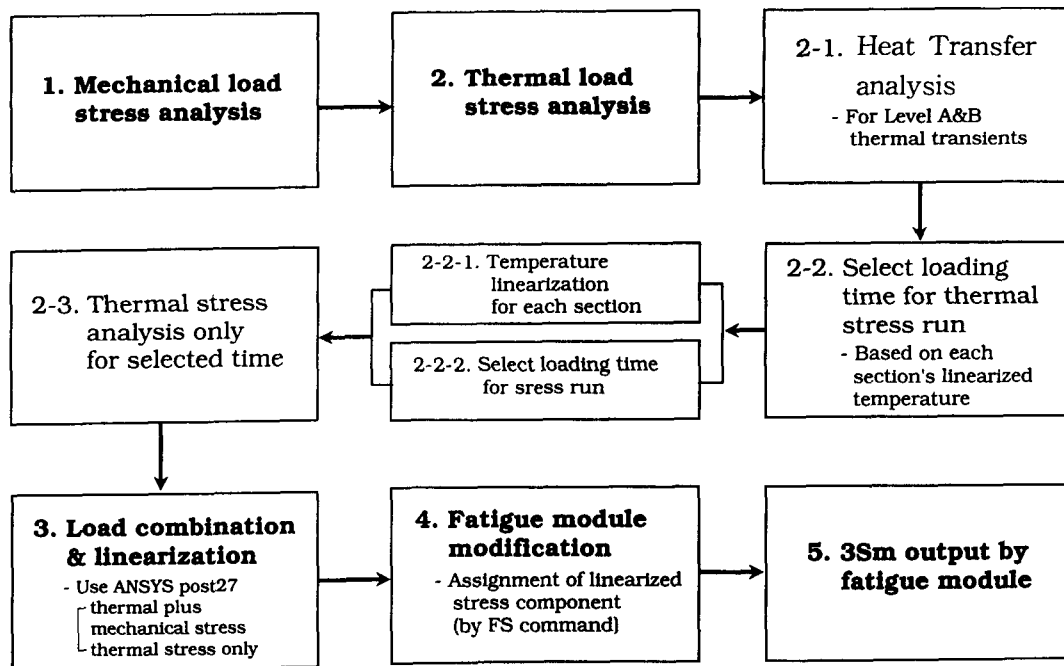 1. Mechanical load
stress analysis
2. Thermal load
stress analysis
2-1. Heat Transfer
analysis
- For Level A&B
thermal transients
2-2. Select loading
time for thermal
stress run
- Based on each
section's linearized
temperature
2-2-1. Temperature
linearization
for each section
2-2-2. Select loading time
for sress run
2-3. Thermal stress
analysis only
for selected time
3. Load combination
& linearization
- Use ANSYS post27
thermal plus
mechanical stress
thermal stress only
4. Fatigue module
modification
- Assignment of linearized
stress component
(by FS command)
5. 3Sm output by
fatigue module